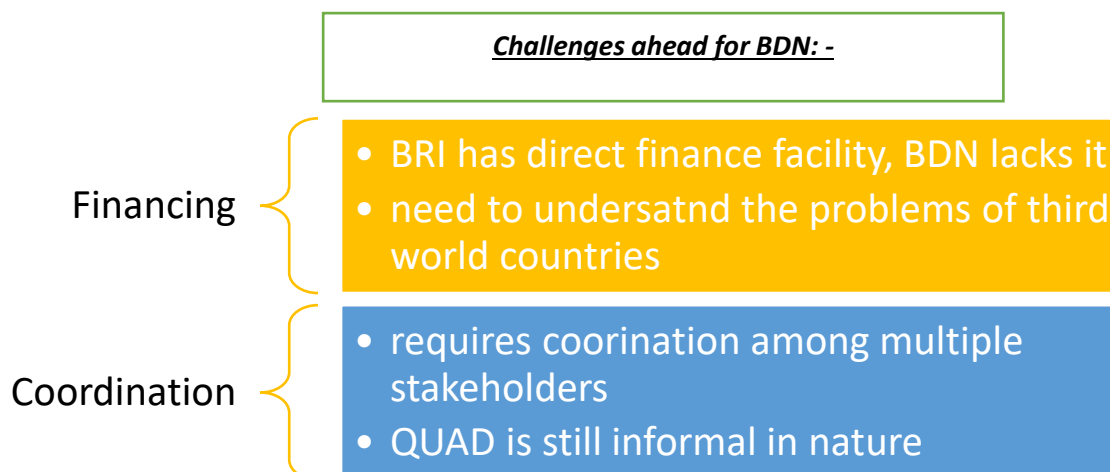 Challenges ahead for BDN: -
Financing
• BRI has direct finance facility, BDN lacks it
• need to undersatnd the problems of third
world countries
Coordination
• requires coorination among multiple
stakeholders
• QUAD is still informal in nature